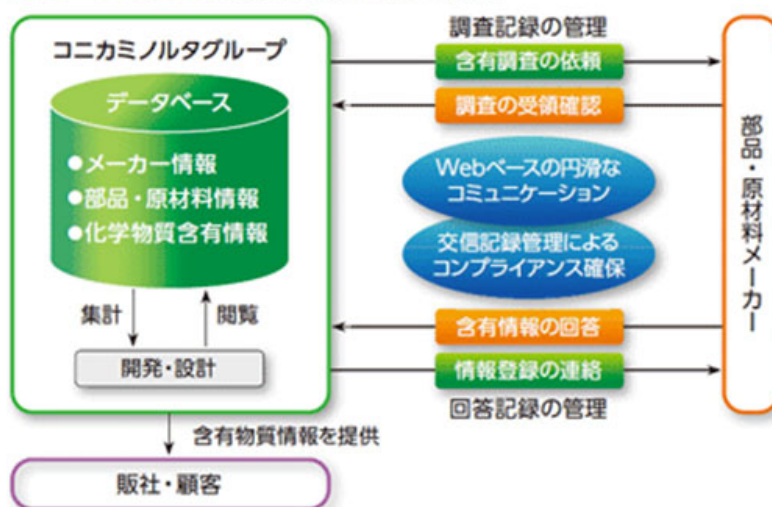 コニカミノルタグループ
データベース
●メーカー情報
●部品・原材料情報
●化学物質含有情報
集計
閲覧
開発・設計
含有物質情報を提供
販社・顧客
調査記録の管理
含有調査の依頼
調査の受領確認
Webベースの円滑な
コミュニケーション
交信記録管理による
コンプライアンス確保
含有情報の回答
情報登録の連絡
回答記録の管理
部品・原材料メーカー